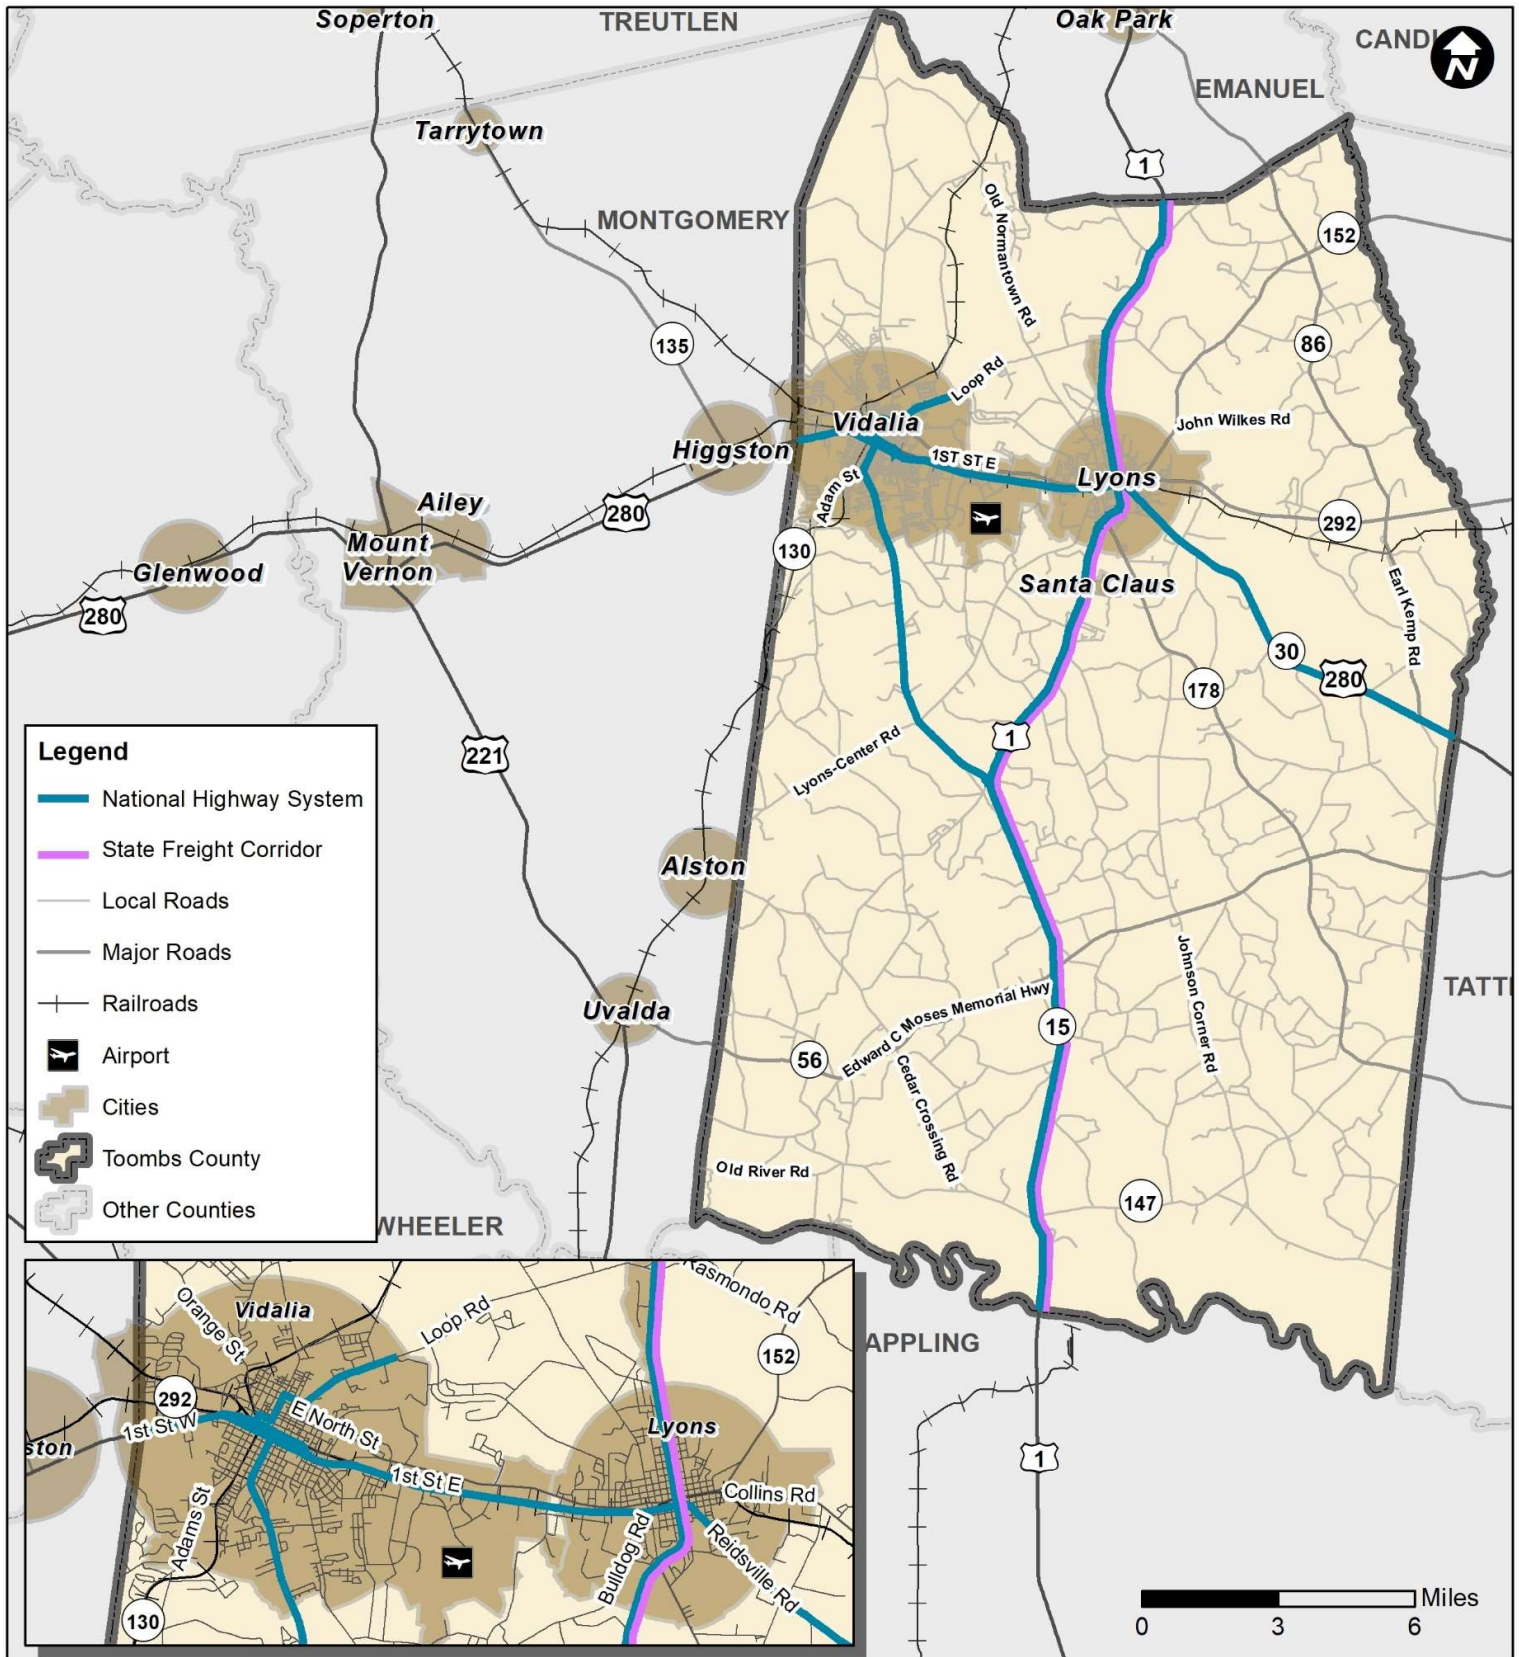 Soperton
TREUTLEN
Oak Park
CANDL
N
EMANUEL
Tarrytown
1
Old Normantown Rd
MONTGOMERY
152
135
86
Loop Rd
Vidalia
John Wilkes Rd
Higgston
1ST ST E
Lyons
Adam St
Ailey
280
292
Mount
Vernon
130
Glenwood
Santa Claus
280
Earl Kemp Rd
30
280
178
Legend
National Highway System
State Freight Corridor
Local Roads
Major Roads
Railroads
Airport
Cities
Toombs County
Other Counties
221
1
Lyons-Center Rd
Alston
Johnson Corner Rd
TATT
Uvalda
Edward C Moses Memorial Hwy
15
56
Cedar Crossing Rd
Old River Rd
147
WHEELER
APPLING
1
Vidalia
Orange St
Loop Rd
Rasmondo Rd
152
292
E North St
1st St W
Lyons
ston
1st St E
Collins Rd
Adams St
Bulldog Rd
Reidsville Rd
130
Miles
0
3
6